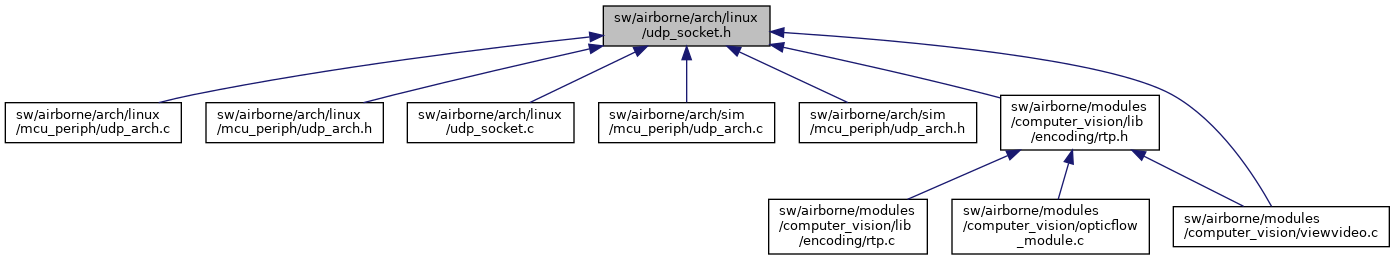 sw/airborne/arch/linux
/udp_socket.h
sw/airborne/arch/linux
/mcu_periph/udp_arch.c
sw/airborne/arch/linux
/mcu_periph/udp_arch.h
sw/airborne/arch/linux
/udp_socket.c
sw/airborne/arch/sim
/mcu_periph/udp_arch.c
sw/airborne/arch/sim
/mcu_periph/udp_arch.h
sw/airborne/modules
/computer_vision/lib
/encoding/rtp.h
sw/airborne/modules
/computer_vision/lib
/encoding/rtp.c
sw/airborne/modules
/computer_vision/opticflow
_module.c
sw/airborne/modules
/computer_vision/viewvideo.c